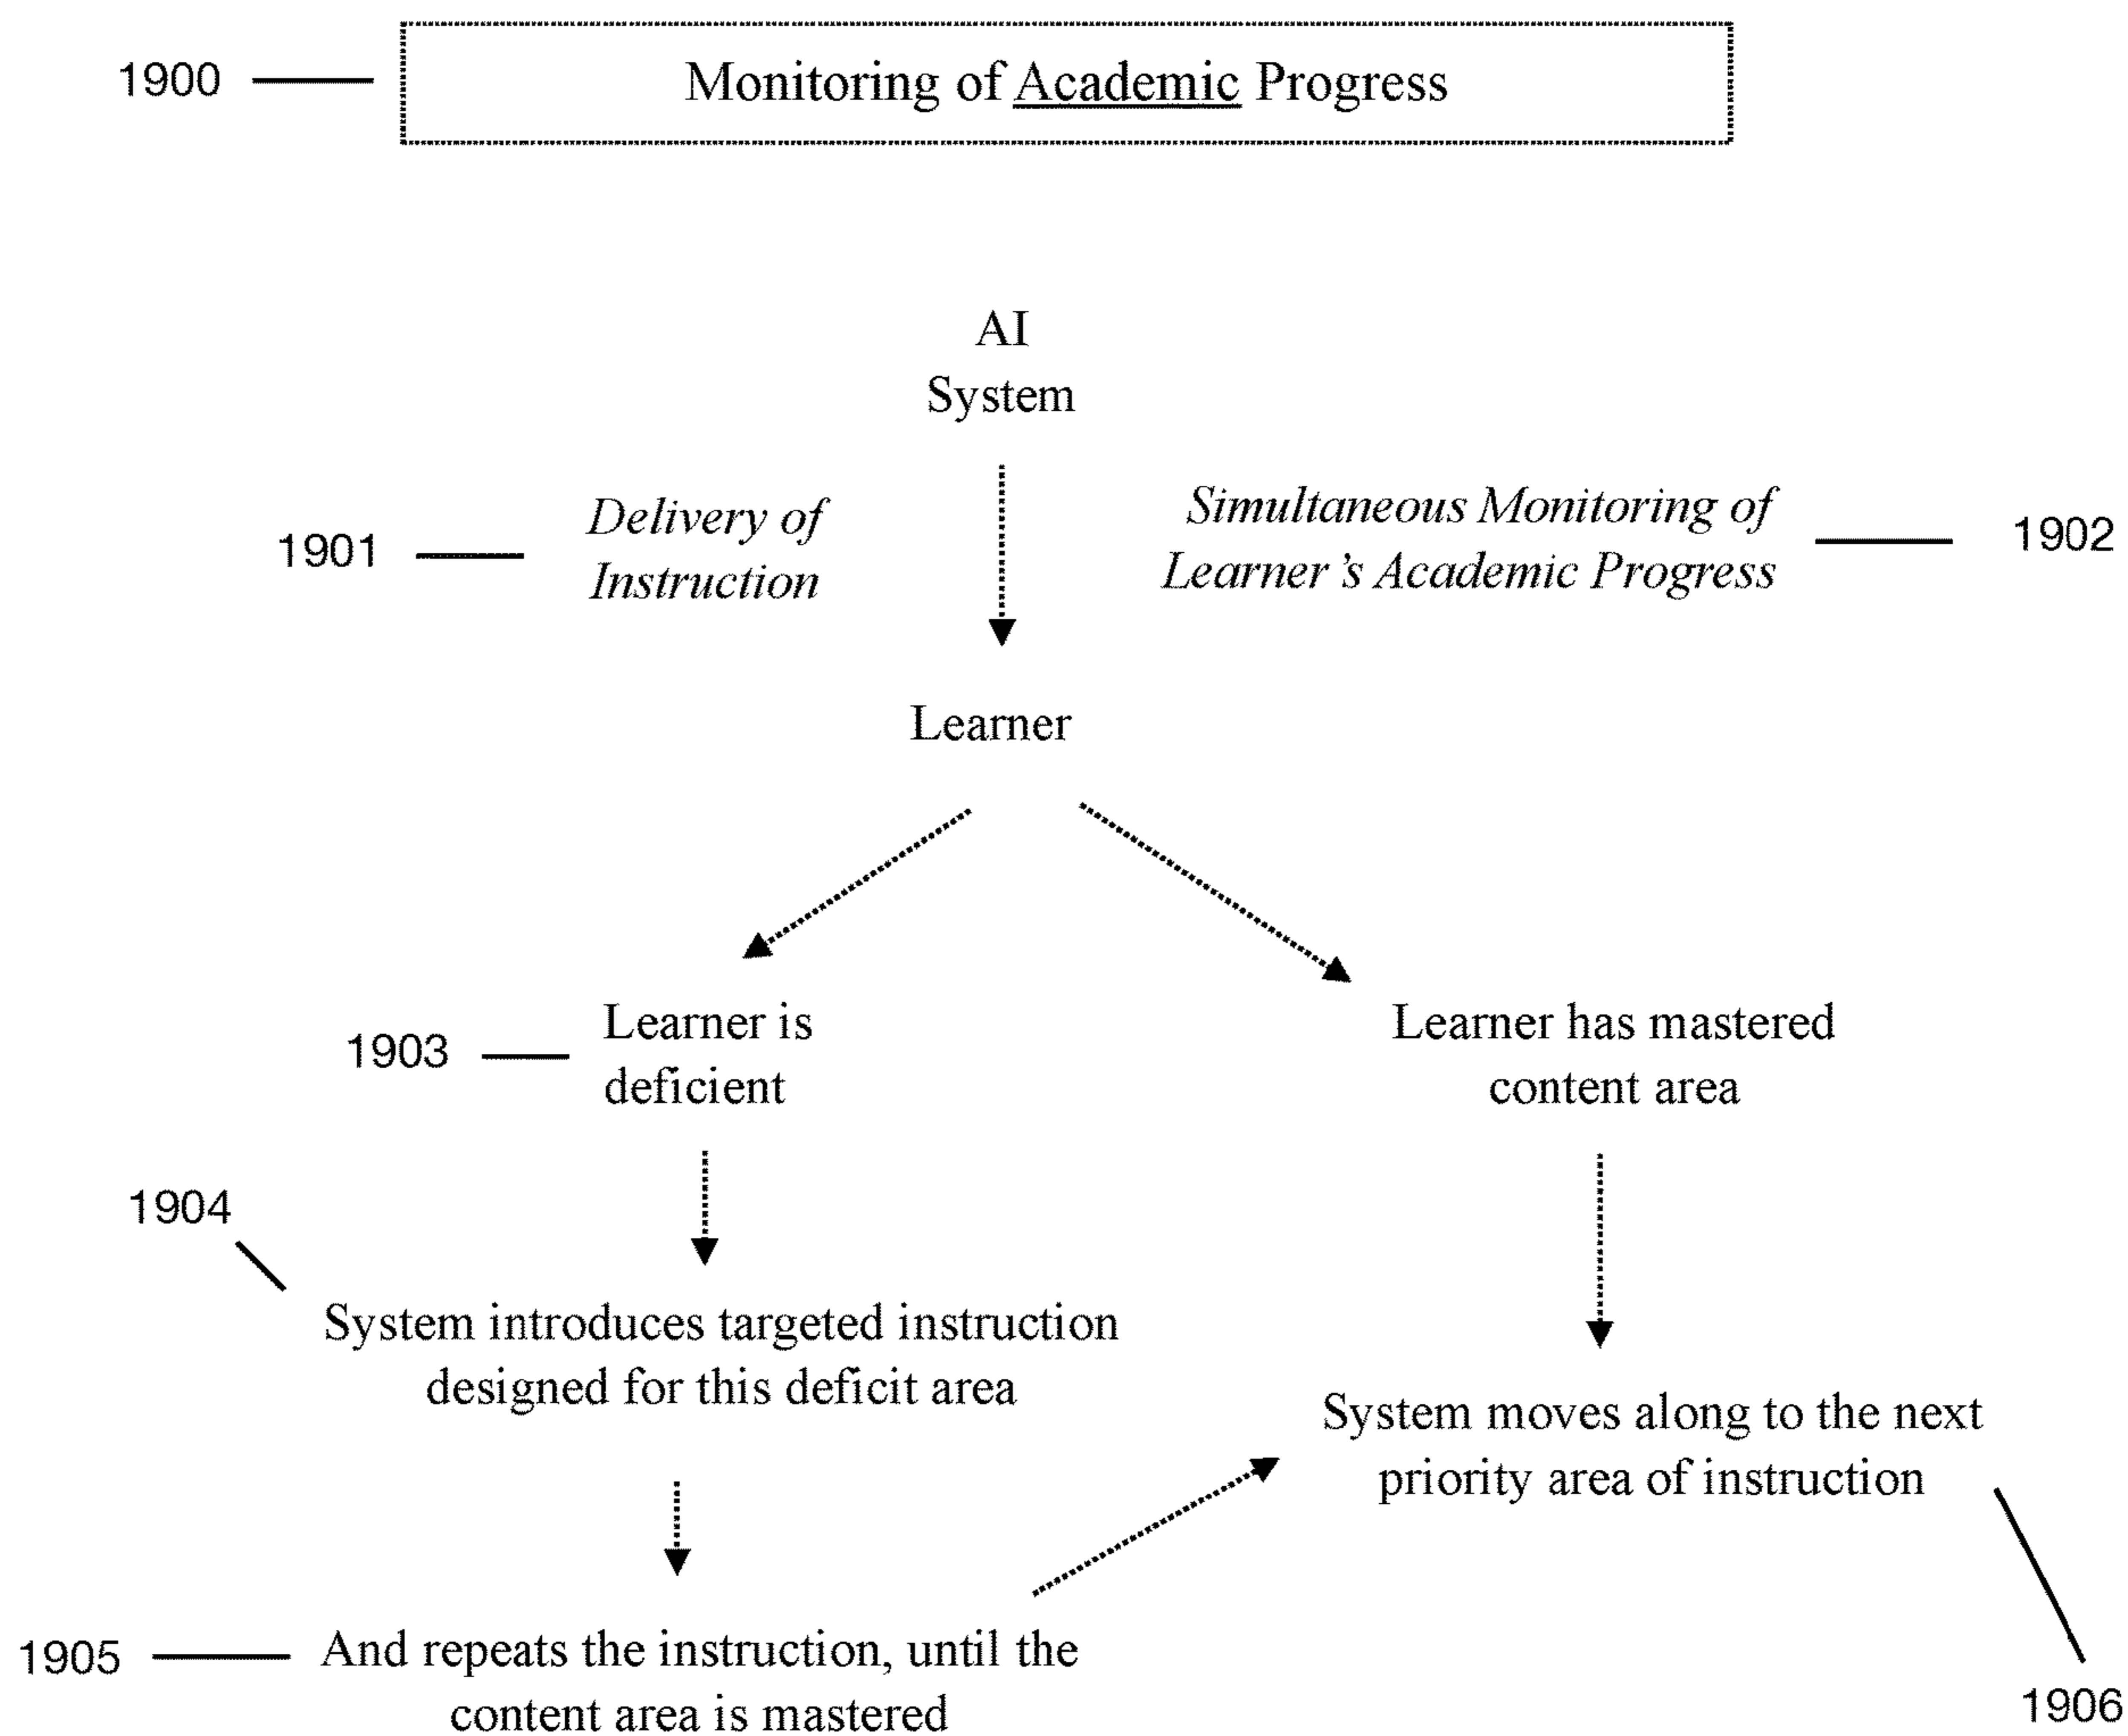 1900
Monitoring of Academic Progress
AI
System
1901
Delivery of
Instruction
Simultaneous Monitoring of
Learner's Academic Progress
1902
Learner
1903
Learner is
deficient
Learner has mastered
content area
1904
System introduces targeted instruction
designed for this deficit area
System moves along to the next
priority area of instruction
1905
And repeats the instruction, until the
content area is mastered
1906